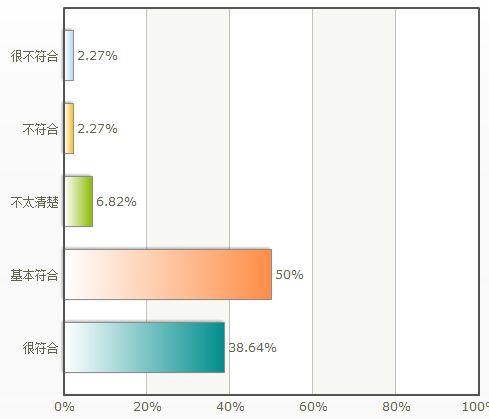 很不符合 2.27%
不符合 2.27%
不太清楚 6.82%
基本符合 50%
很符合 38.64%
0% 20% 40% 60% 80% 100%